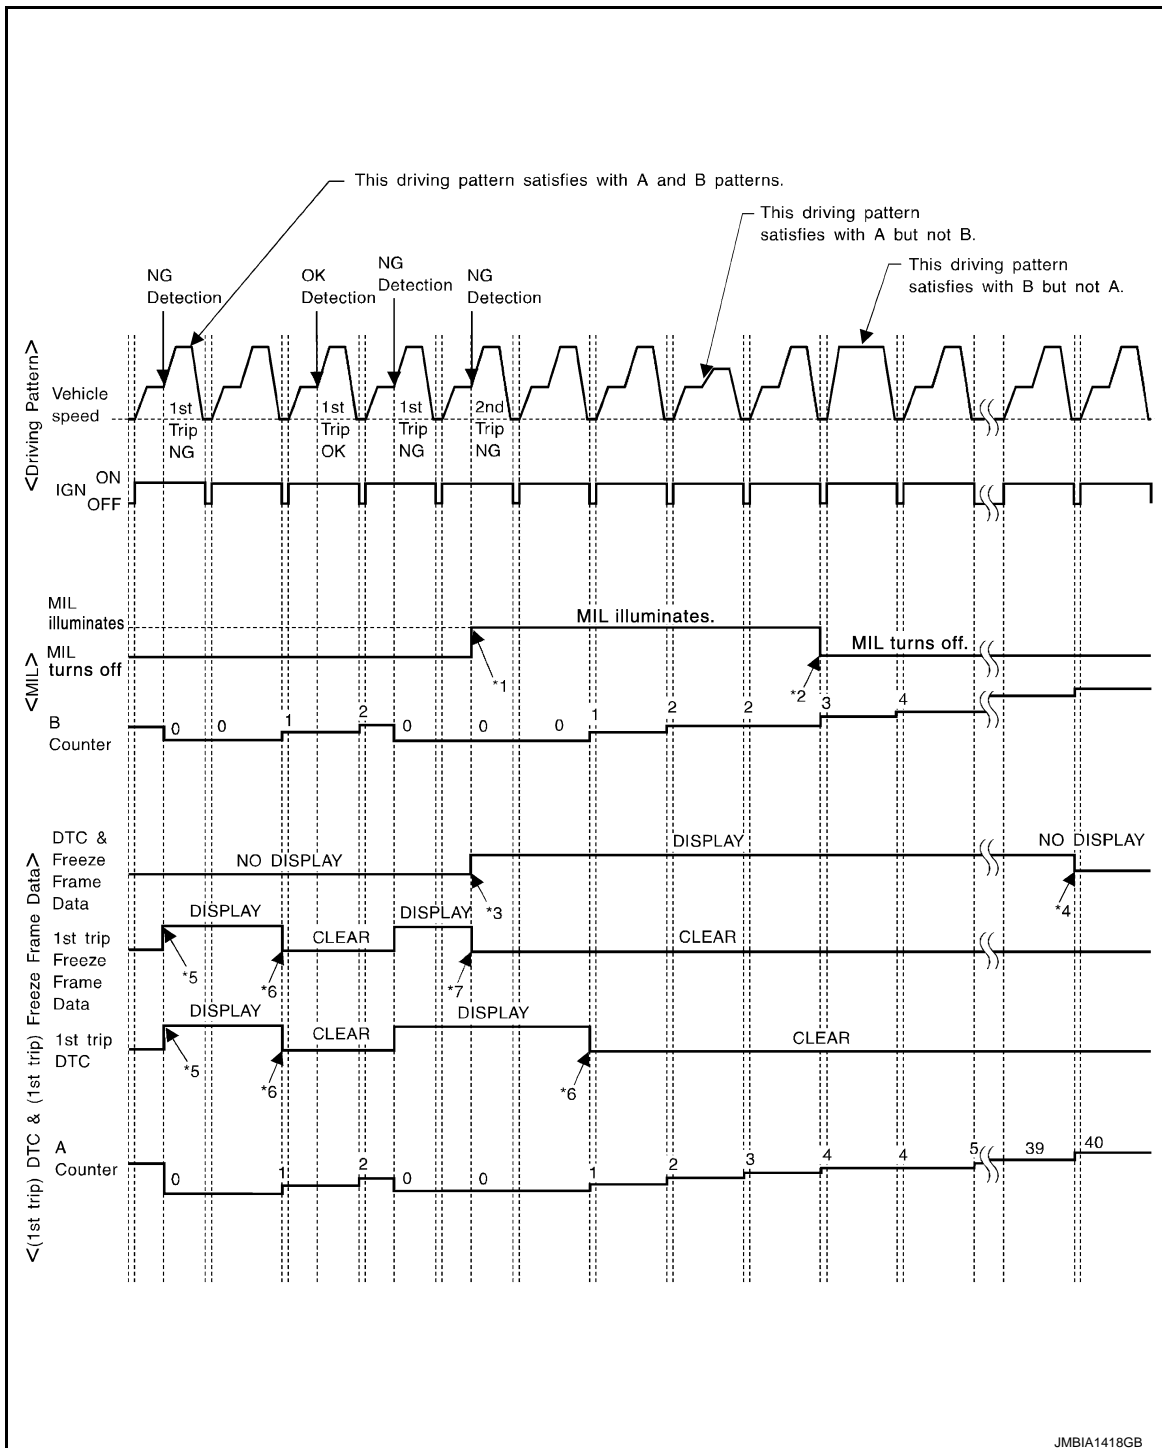 This driving pattern satisfies with A and B patterns.
This driving pattern
satisfies with A but not B.
This driving pattern
satisfies with B but not A.
NG
Detection
OK
Detection
NG
Detection
NG
Detection
<Driving Pattern>
Vehicle
speed
1st
Trip
NG
1st
Trip
OK
1st
Trip
NG
2nd
Trip
NG
IGN ON
OFF
<MIL>
MIL
illuminates
MIL illuminates.
MIL
turns off
MIL turns off.
*1
*2
B
Counter
0 0 1 2 0 0 0 1 2 2 3 4
<(1st trip) DTC & (1st trip) Freeze Frame Data>
DTC &
Freeze
Frame
Data
NO DISPLAY
DISPLAY
NO DISPLAY
*3
*4
1st trip
Freeze
Frame
Data
DISPLAY
CLEAR
DISPLAY
CLEAR
*5
*6
*7
1st trip
DTC
DISPLAY
CLEAR
DISPLAY
CLEAR
*5
*6
*6
A
Counter
0 1 2 0 0 1 2 3 4 4 5 39 40
JMBIA1418GB